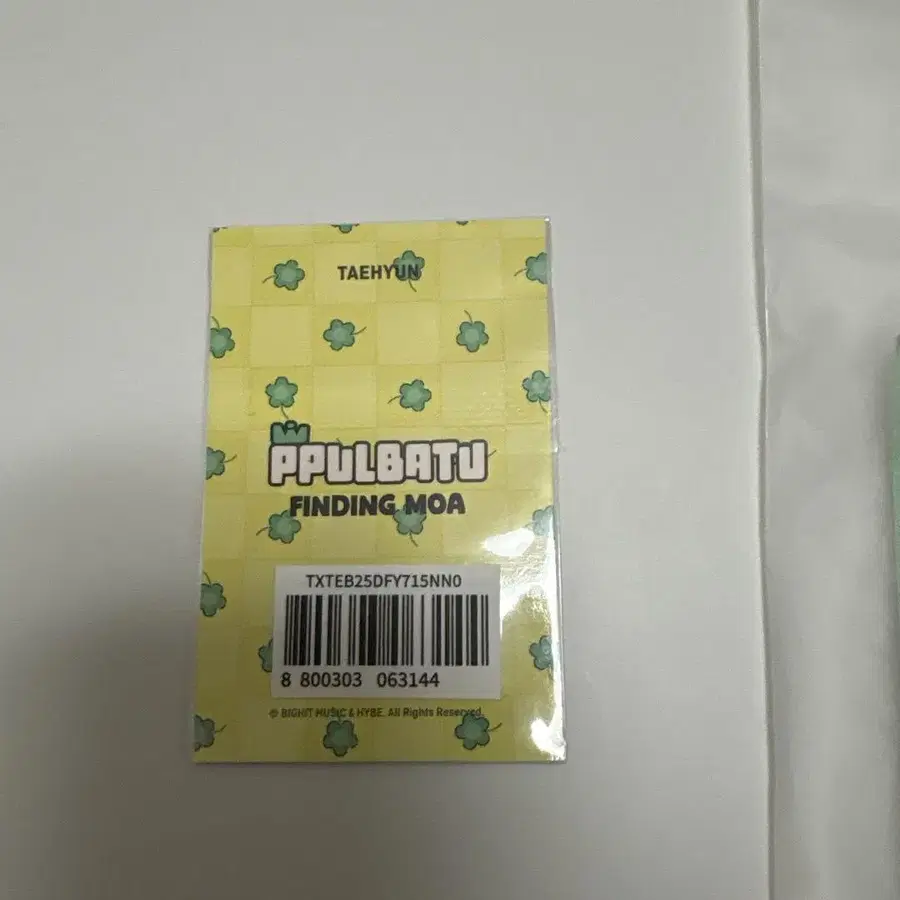 TAEHYUN
PPULBATU
FINDING MOA
TXTEB25DFY715NN0
8 800303 063144
© BIGHIT MUSIC & HYBE. All Rights Reserved.